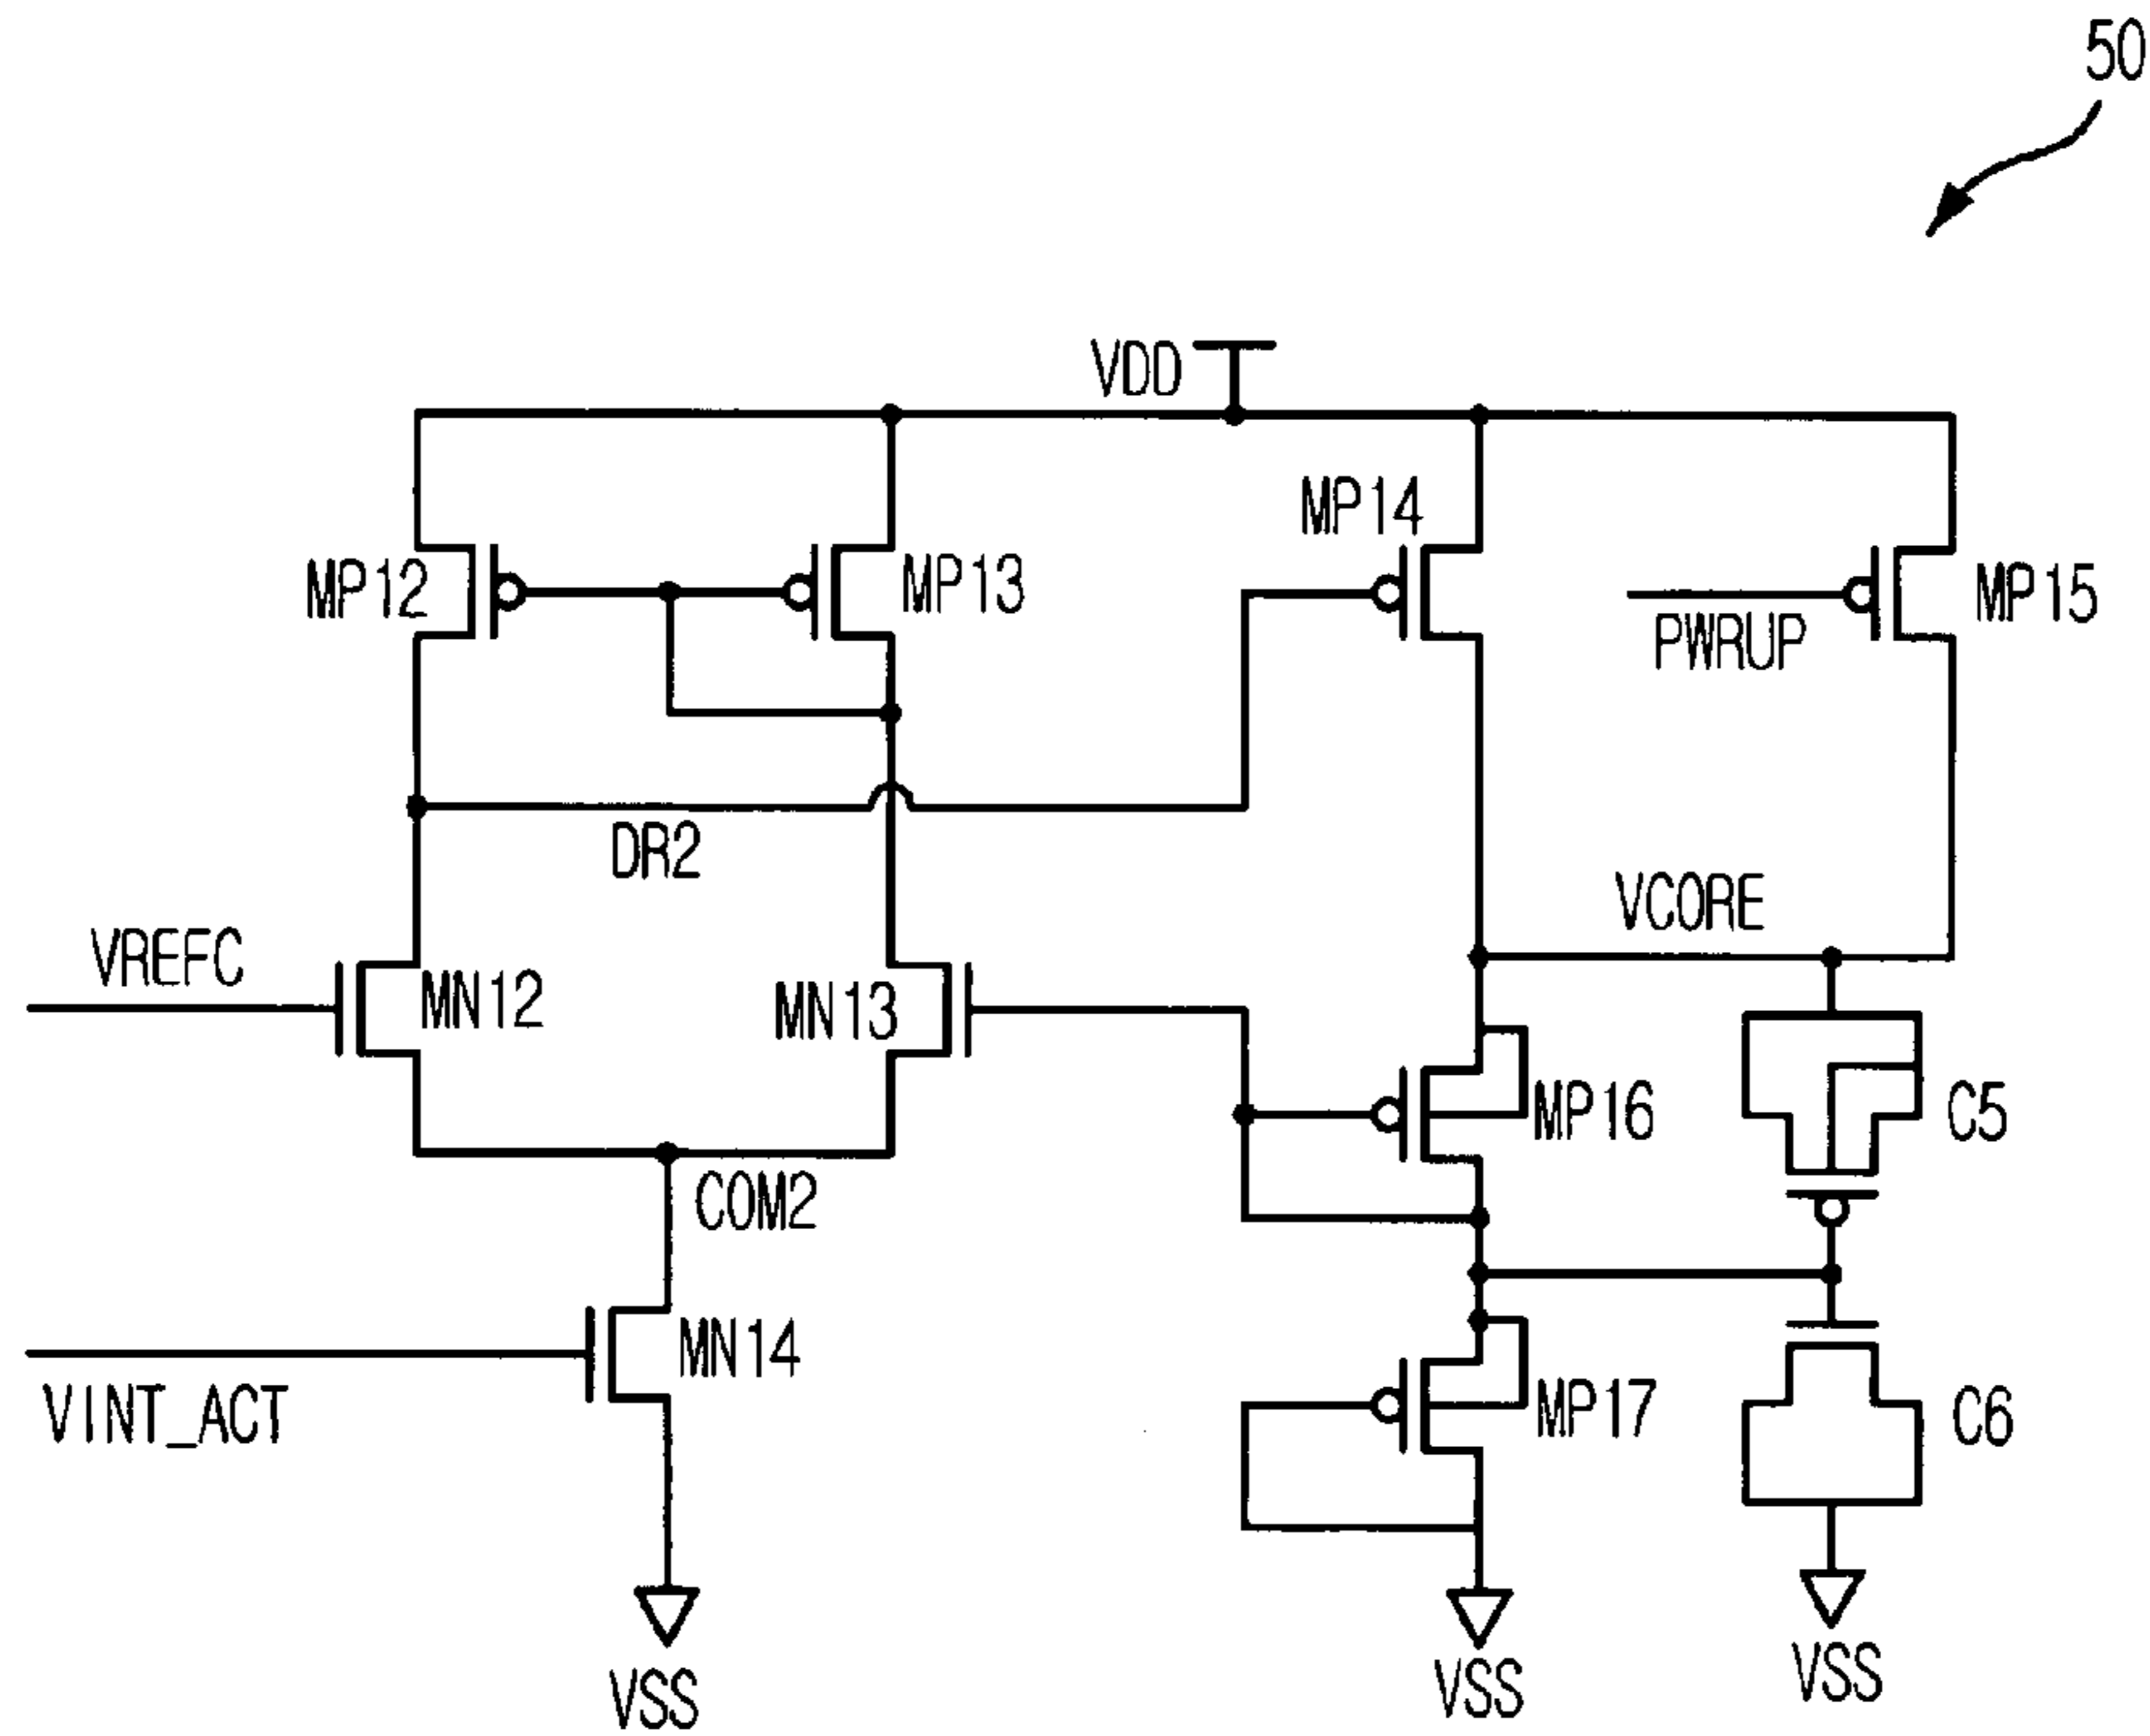 50
VDD
MP14
MP12
MP13
MP15
PWRUP
DR2
VCORE
VREFC
MN12
MN13
MP16
C5
COM2
MN14
VINT_ACT
MP17
C6
VSS
VSS
VSS